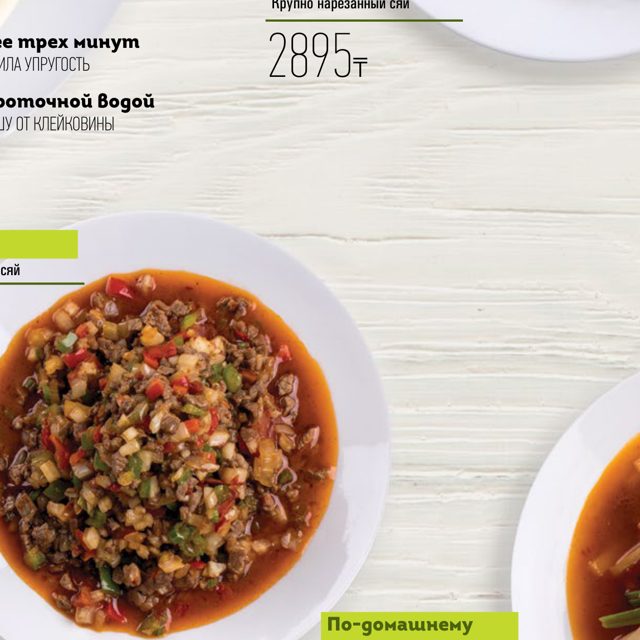 Крупно нарезанный сяй
2895₸
ее трех минут
ИЛА УПРУГОСТЬ
роточной водой
ШУ ОТ КЛЕЙКОВИНЫ
сяй
По-домашнему